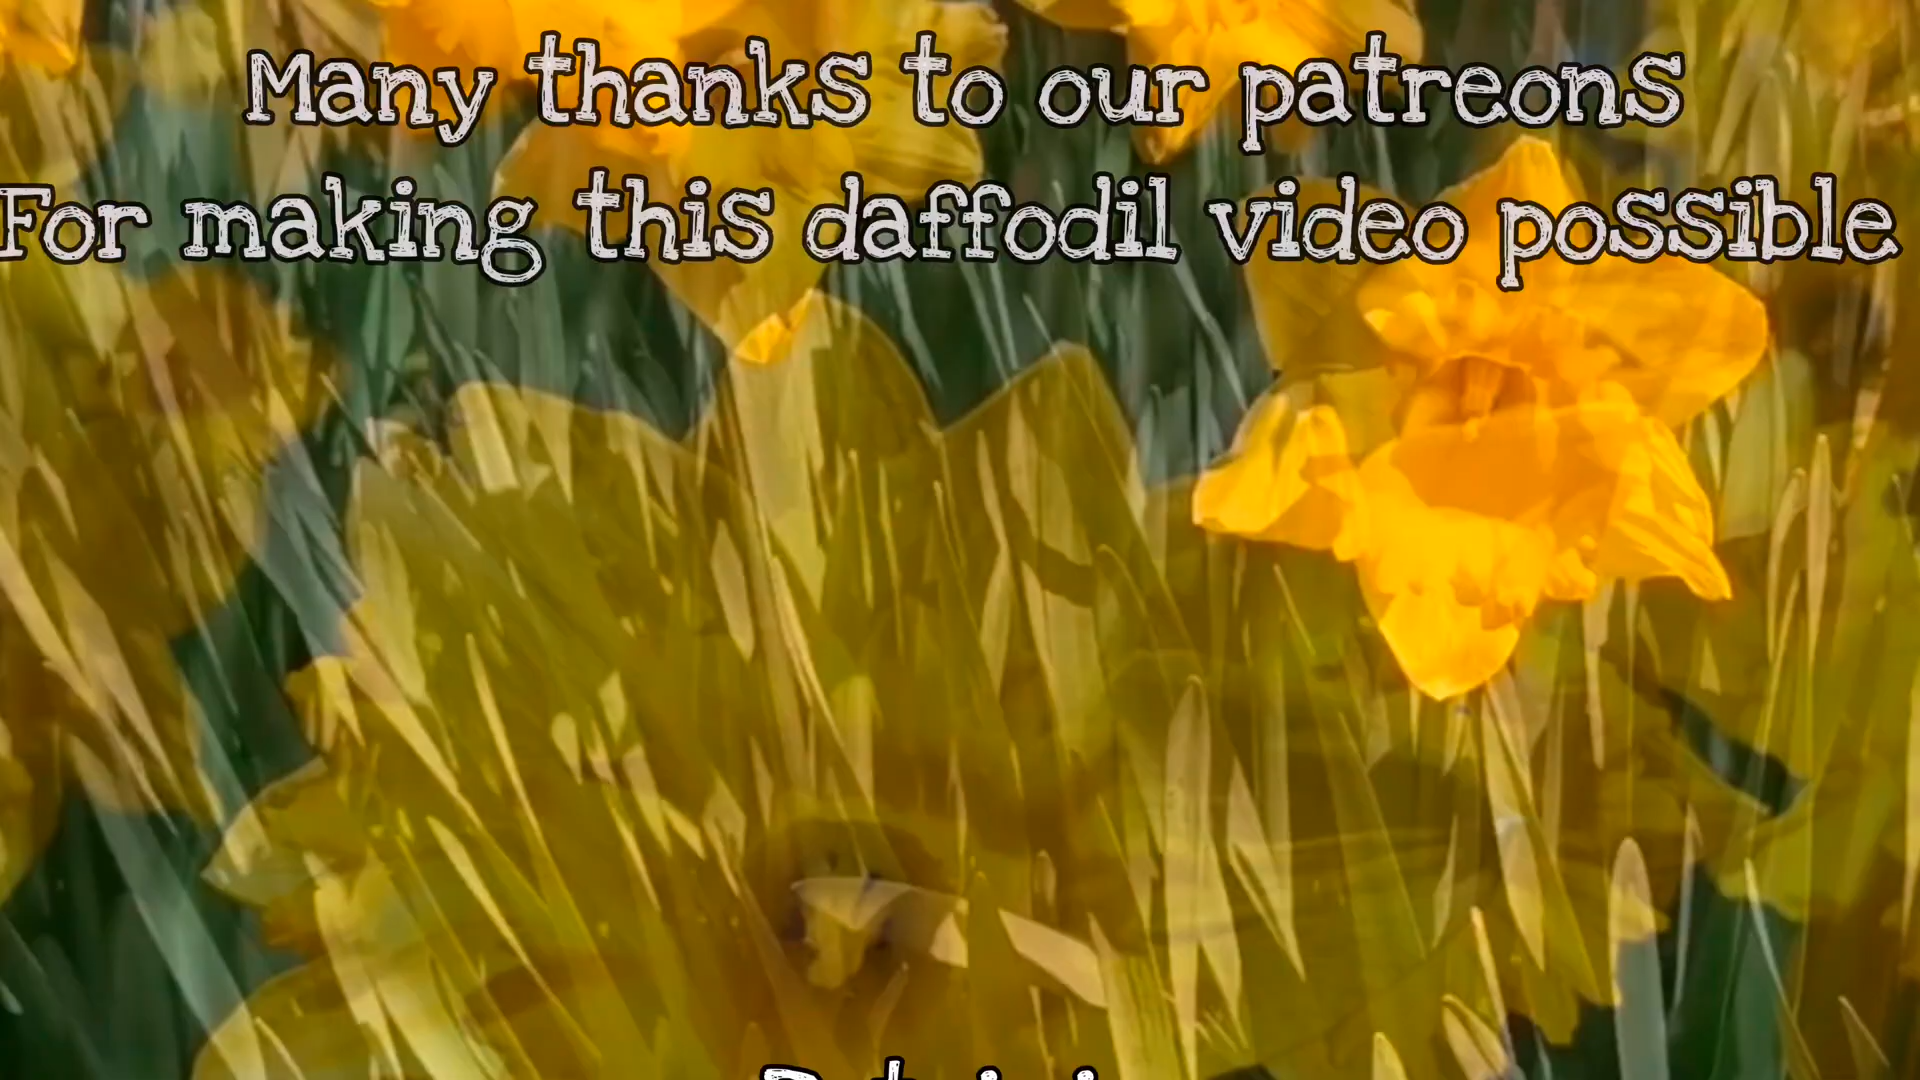 Many thanks to our patreons
For making this daffodil video possible